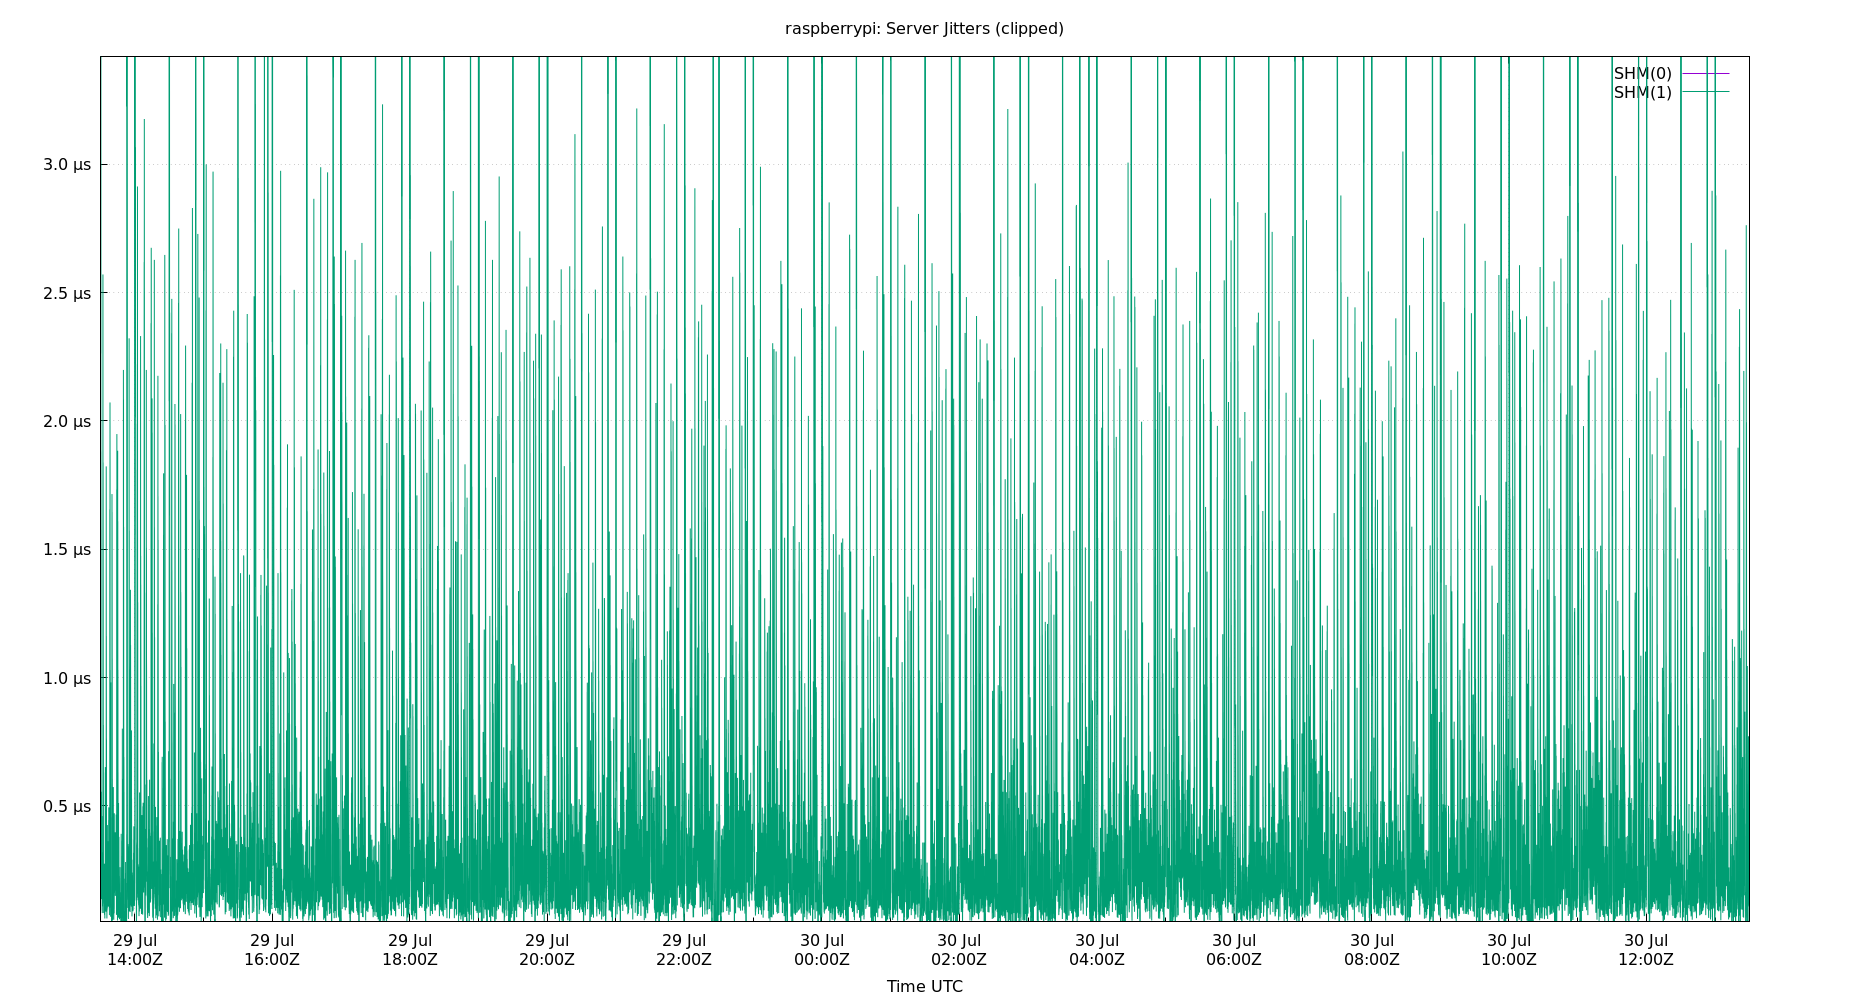 raspberrypi: Server Jitters (clipped)
SHM(0)
SHM(1)
3.0 µs
2.5 µs
2.0 µs
1.5 µs
1.0 µs
0.5 µs
29 Jul 29 Jul 29 Jul 29 Jul 29 Jul 30 Jul 30 Jul 30 Jul 30 Jul 30 Jul 30 Jul 30 Jul
14:00Z 16:00Z 18:00Z 20:00Z 22:00Z 00:00Z 02:00Z 04:00Z 06:00Z 08:00Z 10:00Z 12:00Z
Time UTC